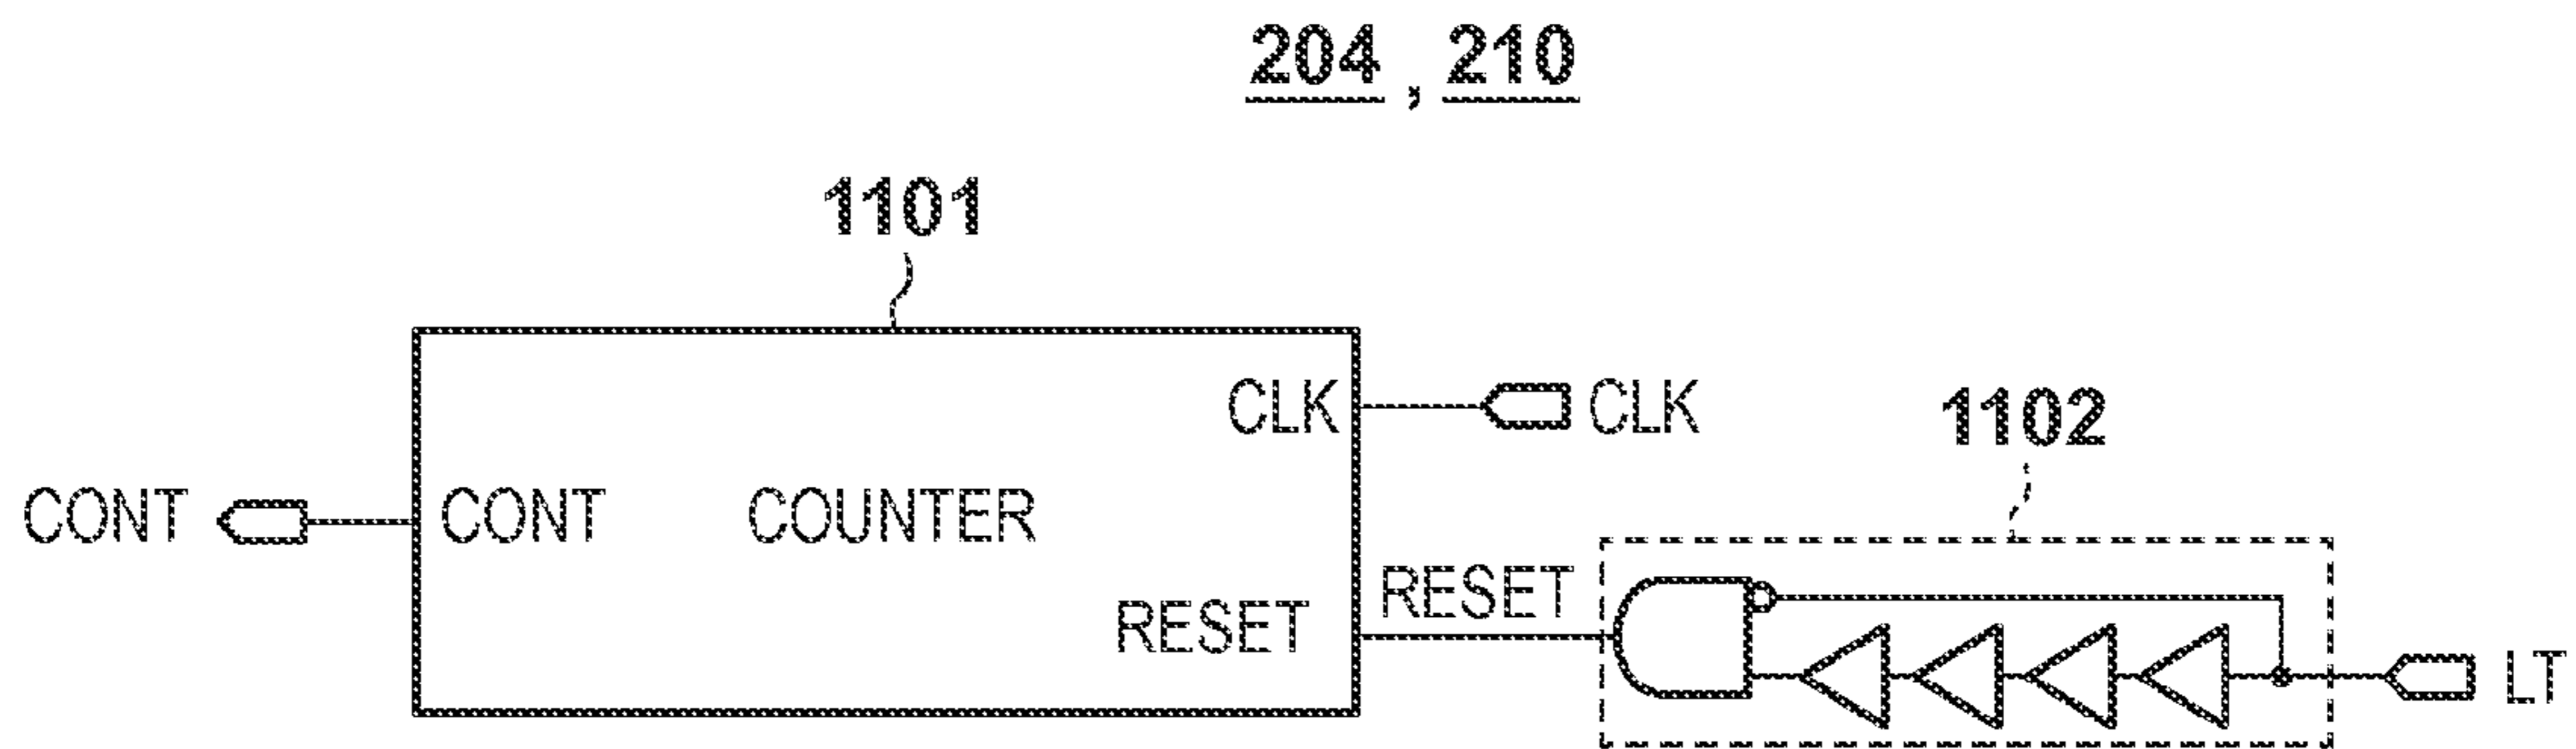 204, 210
1101
CLK
CLK
1102
CONT
CONT
COUNTER
RESET
RESET
LT